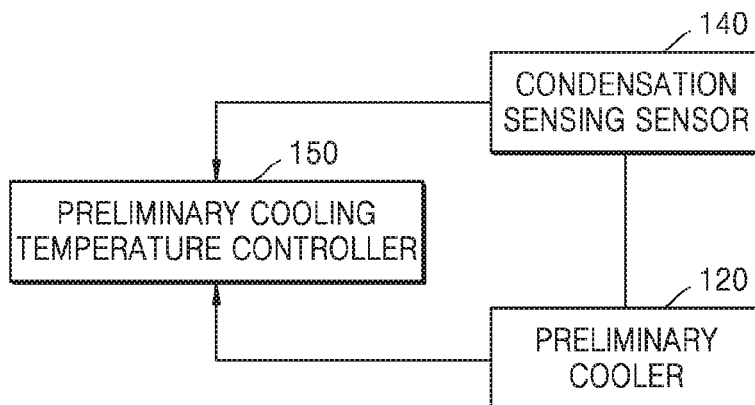 140
CONDENSATION
SENSING SENSOR
150
PRELIMINARY COOLING
TEMPERATURE CONTROLLER
120
PRELIMINARY
COOLER